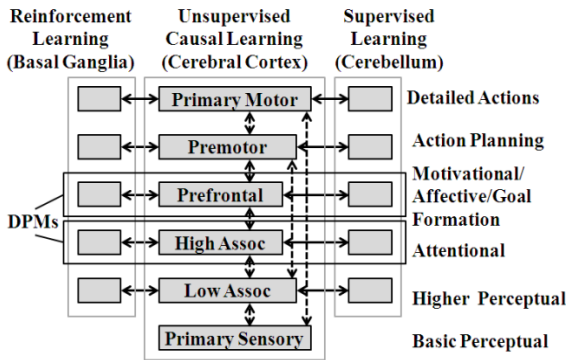 Reinforcement
Learning
(Basal Ganglia)
Unsupervised
Causal Learning
(Cerebral Cortex)
Supervised
Learning
(Cerebellum)
Primary Motor
Detailed Actions
Premotor
Action Planning
DPMs
Prefrontal
Motivational/
Affective/Goal
Formation
High Assoc
Attentional
Low Assoc
Higher Perceptual
Primary Sensory
Basic Perceptual